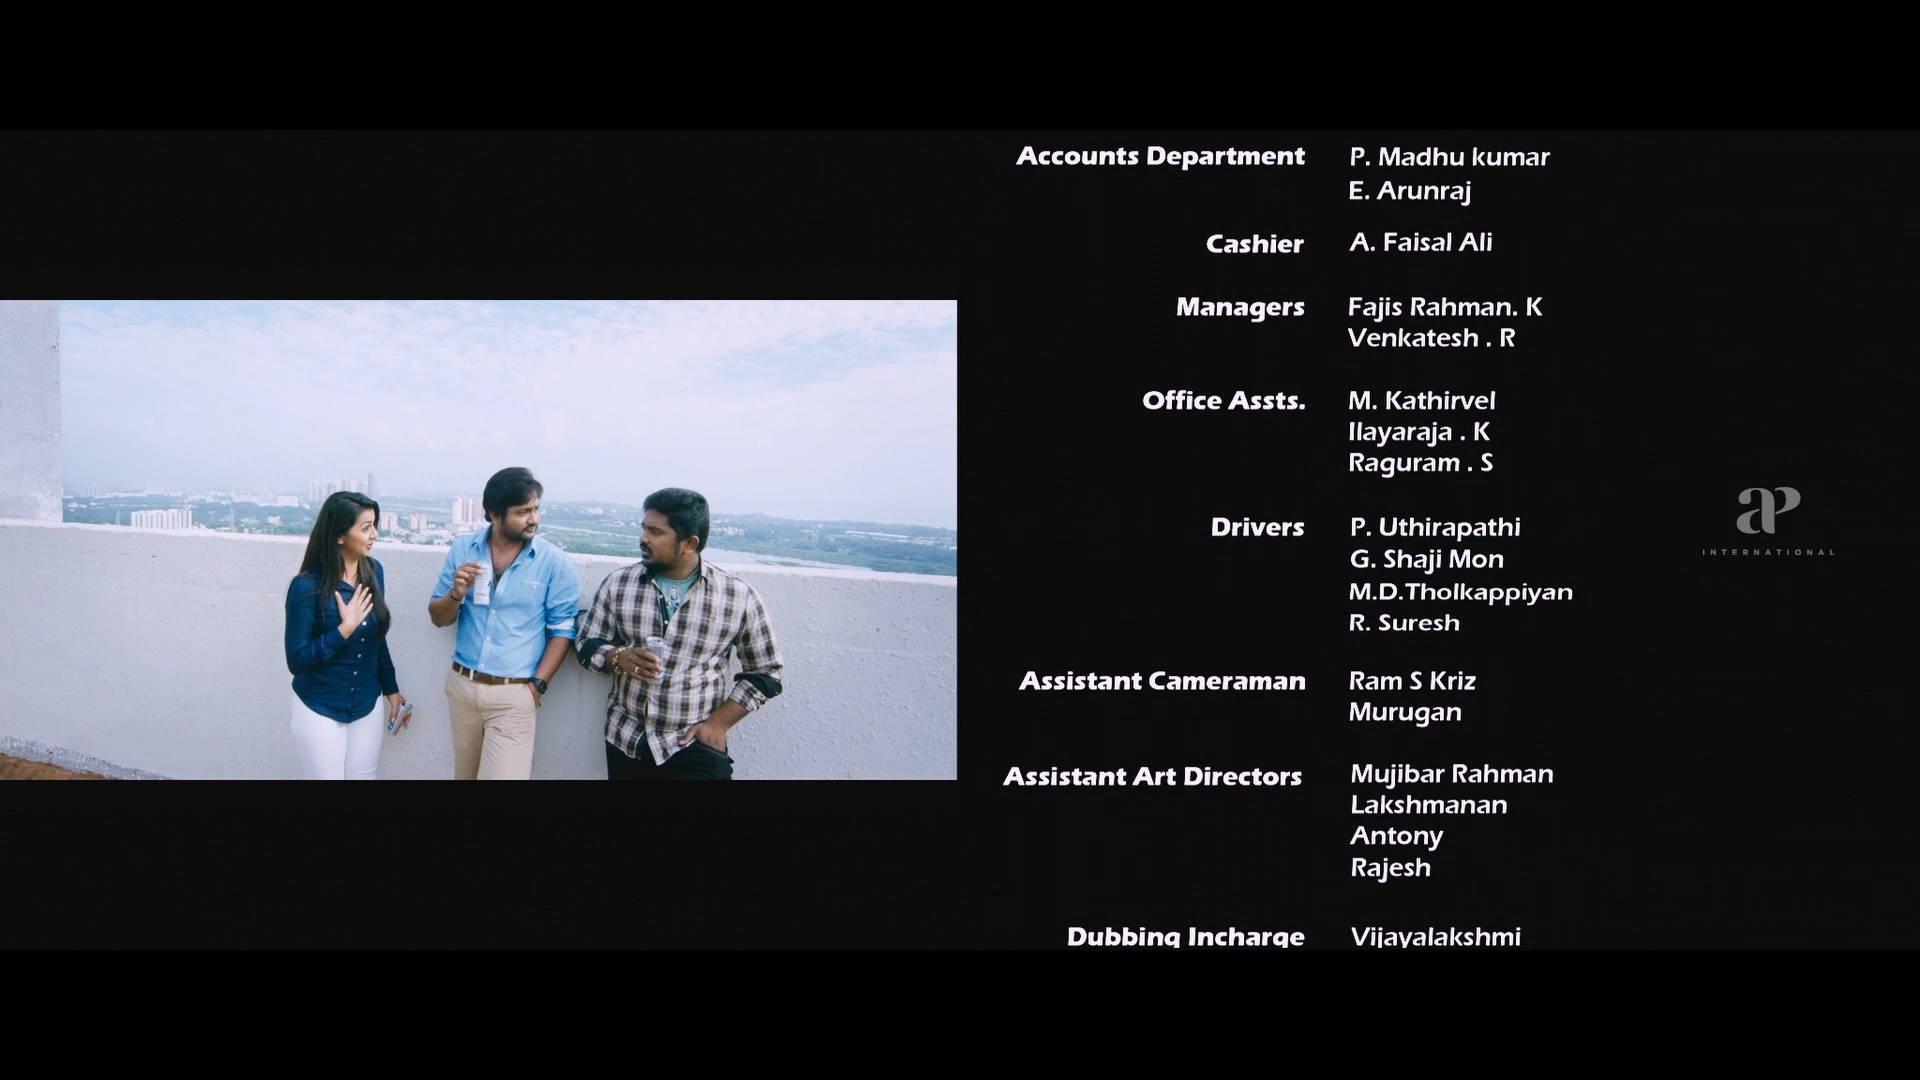 Accounts Department P. Madhu kumar
E. Arunraj
Cashier A. Faisal Ali
Managers Fajis Rahman. K
Venkatesh . R
Office Assts. M. Kathirvel
Ilayaraja . K
Raguram . S
Drivers P. Uthirapathi
G. Shaji Mon
M.D.Tholkappiyan
R. Suresh
Assistant Cameraman Ram S Kriz
Murugan
Assistant Art Directors Mujibar Rahman
Lakshmanan
Antony
Rajesh
Dubbing Incharge Vijayalakshmi
aP
INTERNATIONAL